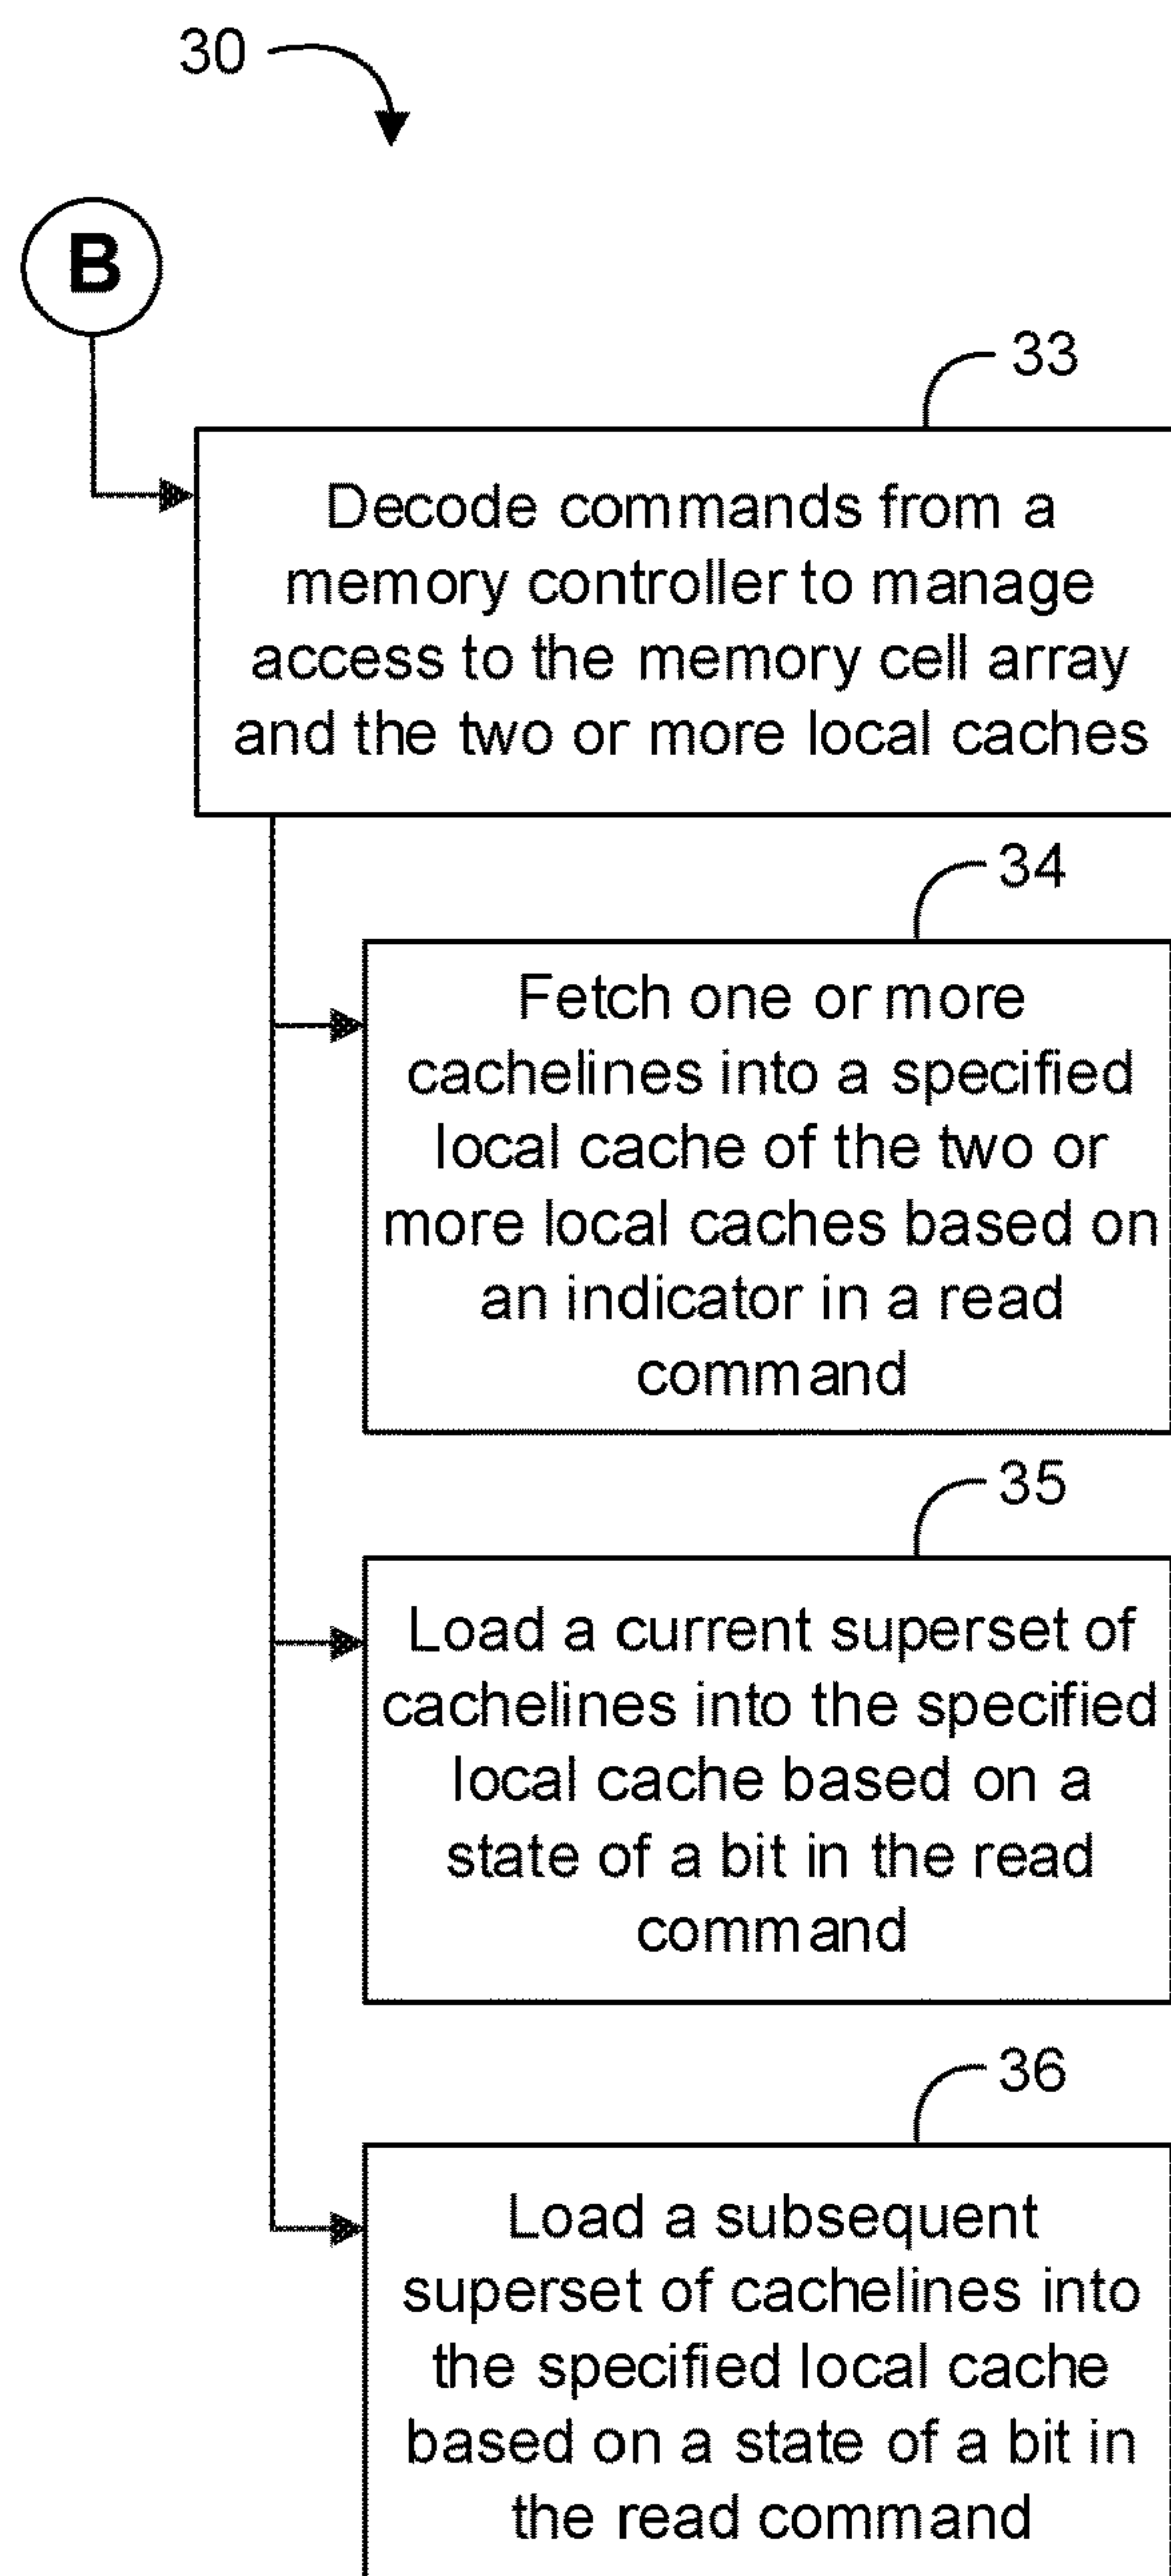 30
B
33
Decode commands from a
memory controller to manage
access to the memory cell array
and the two or more local caches
34
Fetch one or more
cachelines into a specified
local cache of the two or
more local caches based on
an indicator in a read
command
35
Load a current superset of
cachelines into the specified
local cache based on a
state of a bit in the read
command
36
Load a subsequent
superset of cachelines into
the specified local cache
based on a state of a bit in
the read command